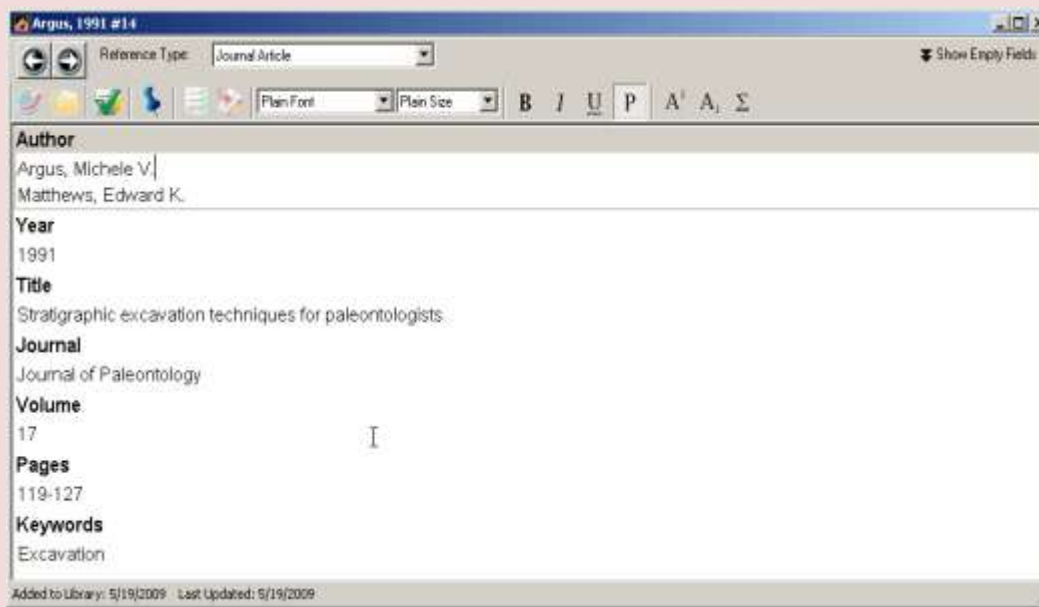 Argus, 1991 #14
Reference Type: Journal Article Show Empty Fields
Plain Font Plain Size B I U P A¹ A₁ Σ
Author
Argus, Michele V.
Matthews, Edward K.
Year
1991
Title
Stratigraphic excavation techniques for paleontologists
Journal
Journal of Paleontology
Volume
17
Pages
119-127
Keywords
Excavation
Added to Library: 5/19/2009 Last Updated: 5/19/2009